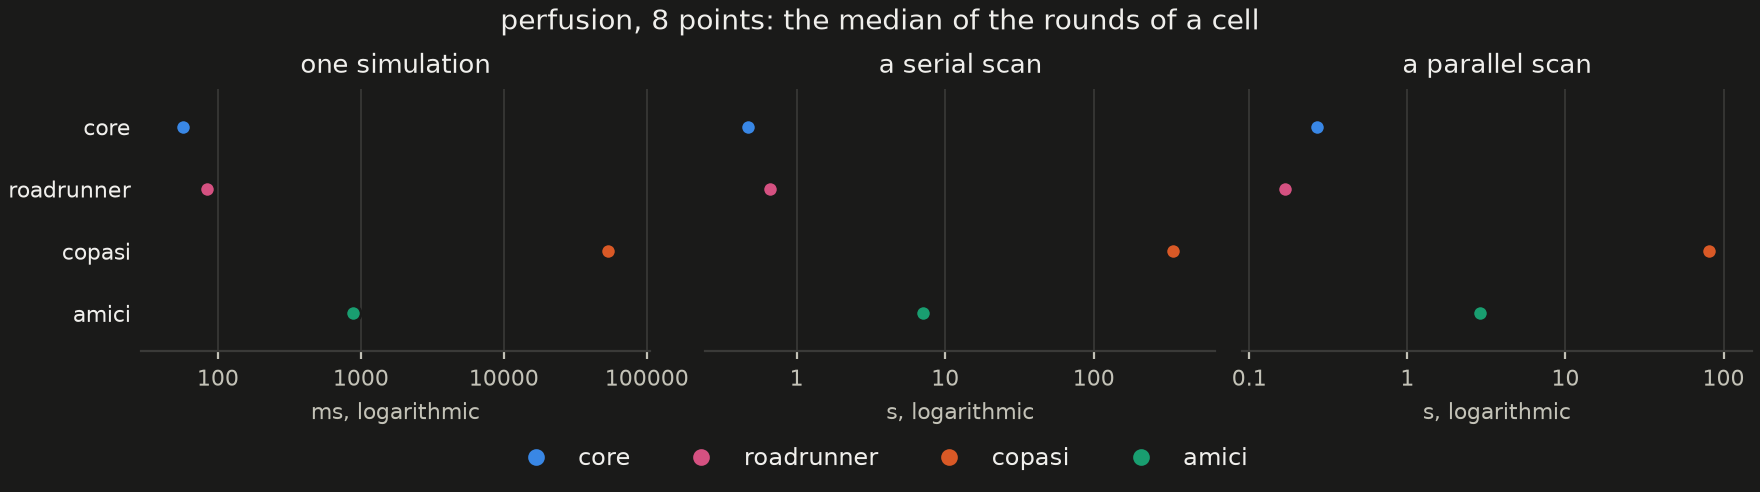 perfusion, 8 points: the median of the rounds of a cell
one simulation
a serial scan
a parallel scan
core
roadrunner
copasi
amici
100 1000 10000 100000
1 10 100
0.1 1 10 100
ms, logarithmic
s, logarithmic
s, logarithmic
core roadrunner copasi amici